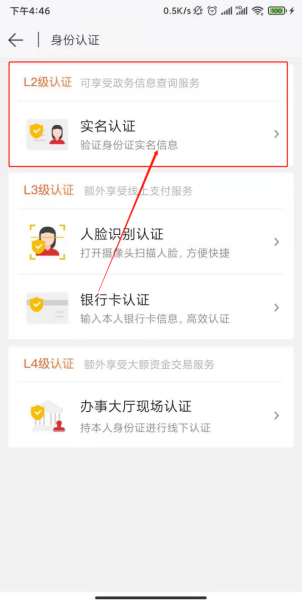 下午4:46
0.5K/s
身份认证
L2级认证 可享受政务信息查询服务
实名认证
验证身份证实名信息
L3级认证 额外享受线上支付服务
人脸识别认证
打开摄像头扫描人脸，方便快捷
银行卡认证
输入本人银行卡信息，高效认证
L4级认证 额外享受大额资金交易服务
办事大厅现场认证
持本人身份证进行线下认证